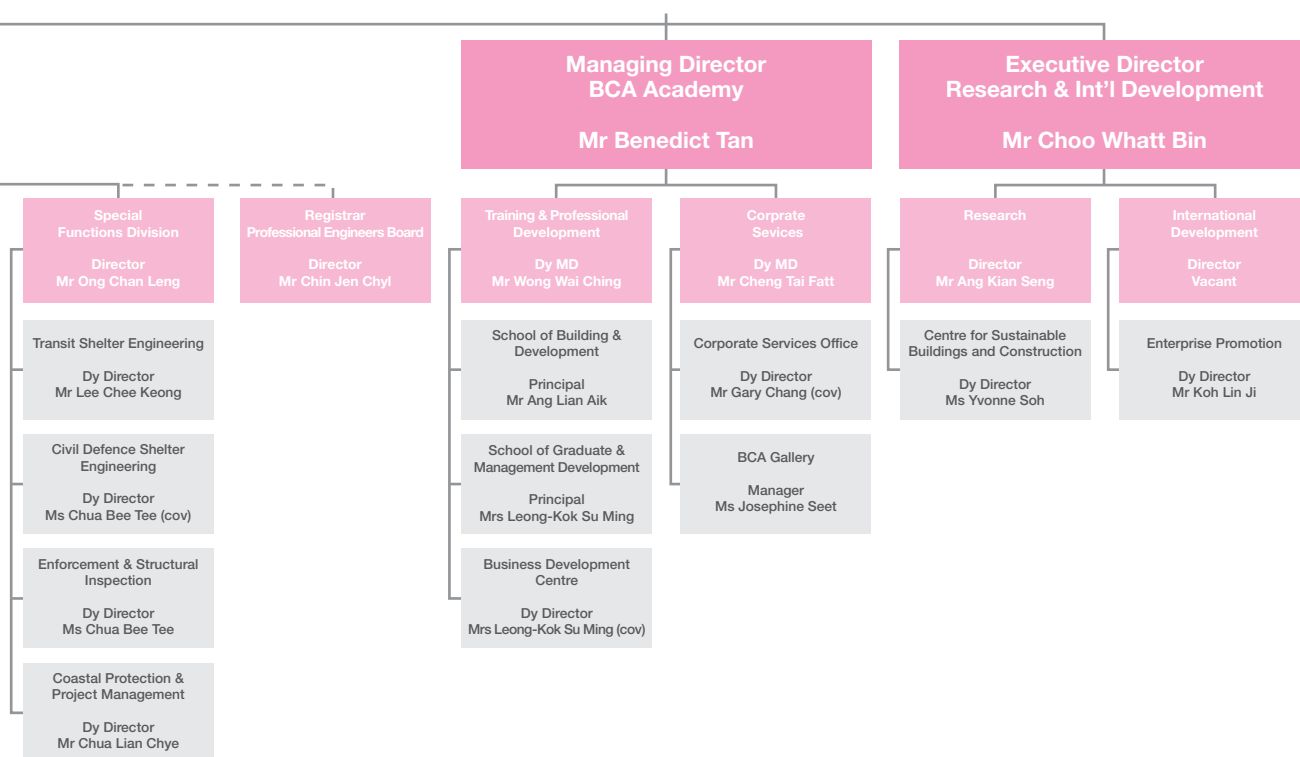 Managing Director
BCA Academy
Mr Benedict Tan
Executive Director
Research & Int'l Development
Mr Choo Whatt Bin
Special
Functions Division
Director
Mr Ong Chan Leng
Registrar
Professional Engineers Board
Director
Mr Chin Jen Chyl
Training & Professional
Development
Dy MD
Mr Wong Wai Ching
Corprate
Sevices
Dy MD
Mr Cheng Tai Fatt
Research
Director
Mr Ang Kian Seng
International
Development
Director
Vacant
Transit Shelter Engineering
Dy Director
Mr Lee Chee Keong
School of Building &
Development
Principal
Mr Ang Lian Aik
Corporate Services Office
Dy Director
Mr Gary Chang (cov)
Centre for Sustainable
Buildings and Construction
Dy Director
Ms Yvonne Soh
Enterprise Promotion
Dy Director
Mr Koh Lin Ji
Civil Defence Shelter
Engineering
Dy Director
Ms Chua Bee Tee (cov)
School of Graduate &
Management Development
Principal
Mrs Leong-Kok Su Ming
BCA Gallery
Manager
Ms Josephine Seet
Enforcement & Structural
Inspection
Dy Director
Ms Chua Bee Tee
Business Development
Centre
Dy Director
Mrs Leong-Kok Su Ming (cov)
Coastal Protection &
Project Management
Dy Director
Mr Chua Lian Chye